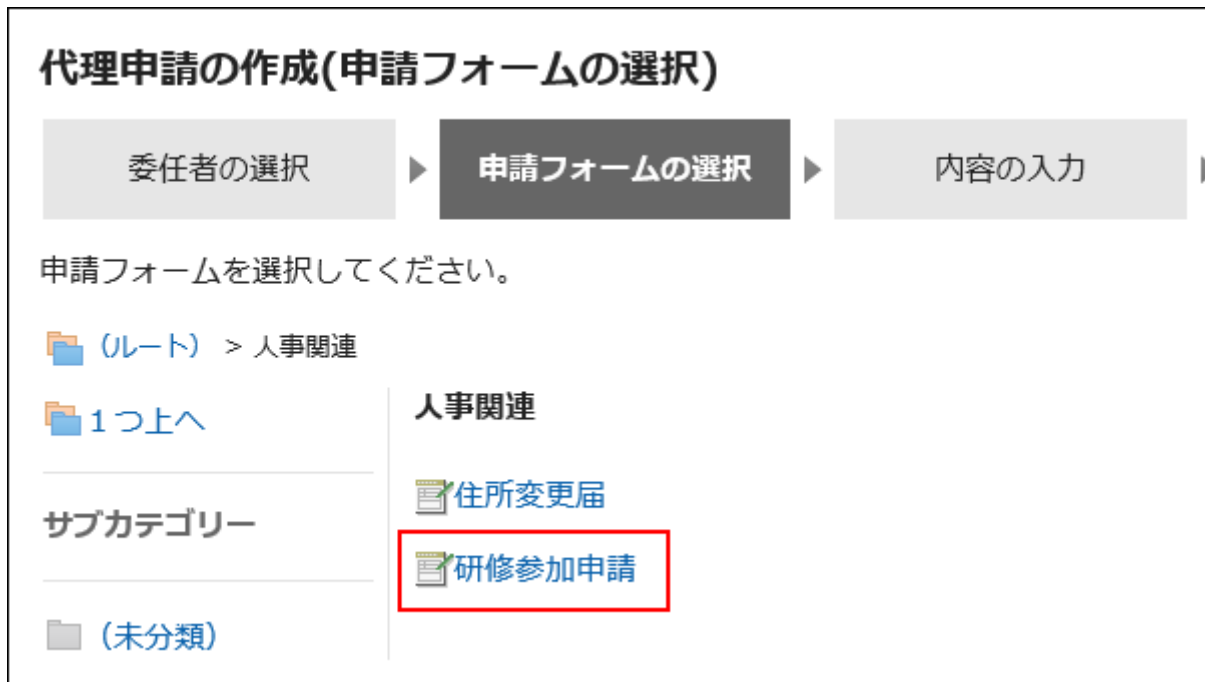 代理申請の作成(申請フォームの選択)
委任者の選択
申請フォームの選択
内容の入力
申請フォームを選択してください。
（ルート） > 人事関連
１つ上へ
サブカテゴリー
（未分類）
人事関連
住所変更届
研修参加申請